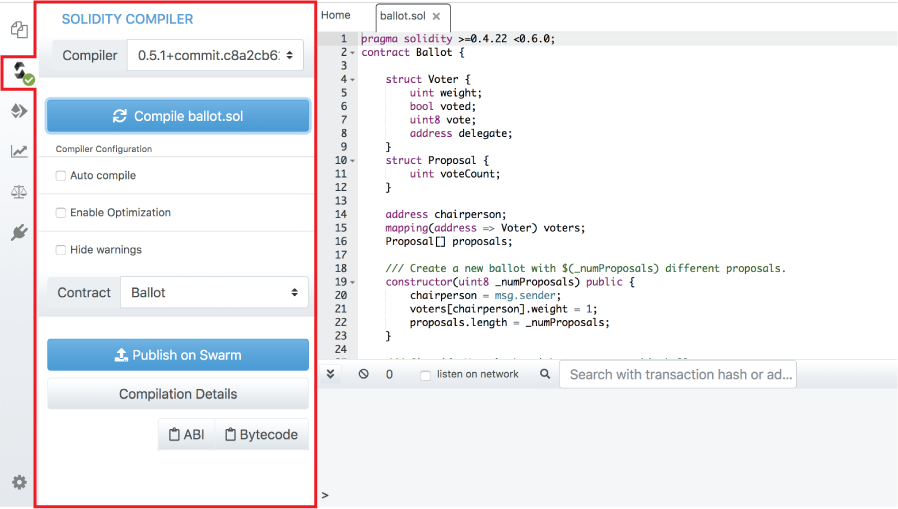 SOLIDITY COMPILER
Compiler 0.5.1+commit.c8a2cb6
Compile ballot.sol
Compiler Configuration
Auto compile
Enable Optimization
Hide warnings
Contract Ballot
Publish on Swarm
Compilation Details
ABI Bytecode
Home ballot.sol ×
1 pragma solidity >=0.4.22 <0.6.0;
2 contract Ballot {
3
4 struct Voter {
5 uint weight;
6 bool voted;
7 uint8 vote;
8 address delegate;
9 }
10 struct Proposal {
11 uint voteCount;
12 }
13
14 address chairperson;
15 mapping(address => Voter) voters;
16 Proposal[] proposals;
17
18 /// Create a new ballot with $(_numProposals) different proposals.
19 constructor(uint8 _numProposals) public {
20 chairperson = msg.sender;
21 voters[chairperson].weight = 1;
22 proposals.length = _numProposals;
23 }
24
0 listen on network Search with transaction hash or ad...
>